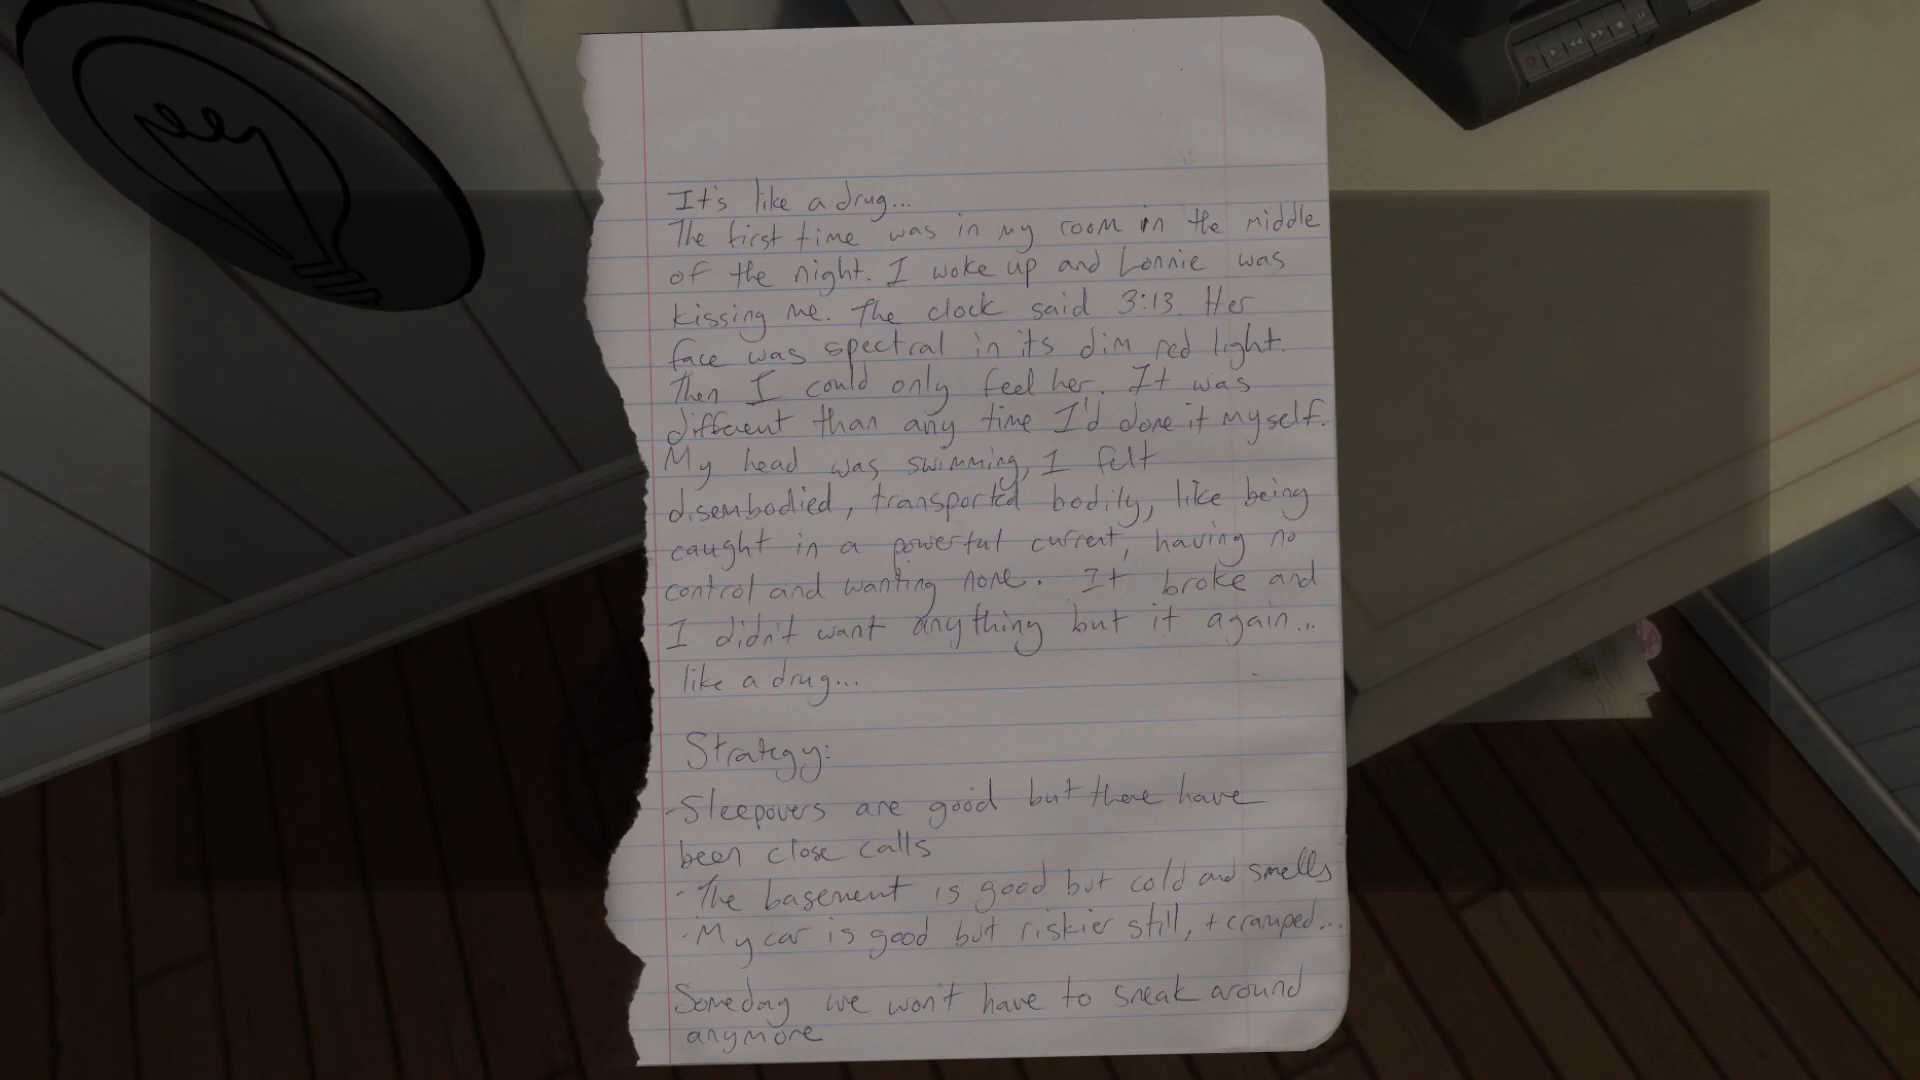 It's like a drug...
The first time was in my room in the middle
of the night. I woke up and Lonnie was
kissing me. The clock said 3:13. Her
face was spectral in its dim red light.
Then I could only feel her. It was
different than any time I'd done it myself.
My head was swimming, I felt
disembodied, transported bodily, like being
caught in a powerful current, having no
control and wanting none. It broke and
I didn't want anything but it again...
like a drug...
Strategy:
-Sleepovers are good but there have
been close calls
-The basement is good but cold and smells
-My car is good but riskier still, + cramped...
Someday we won't have to sneak around
anymore